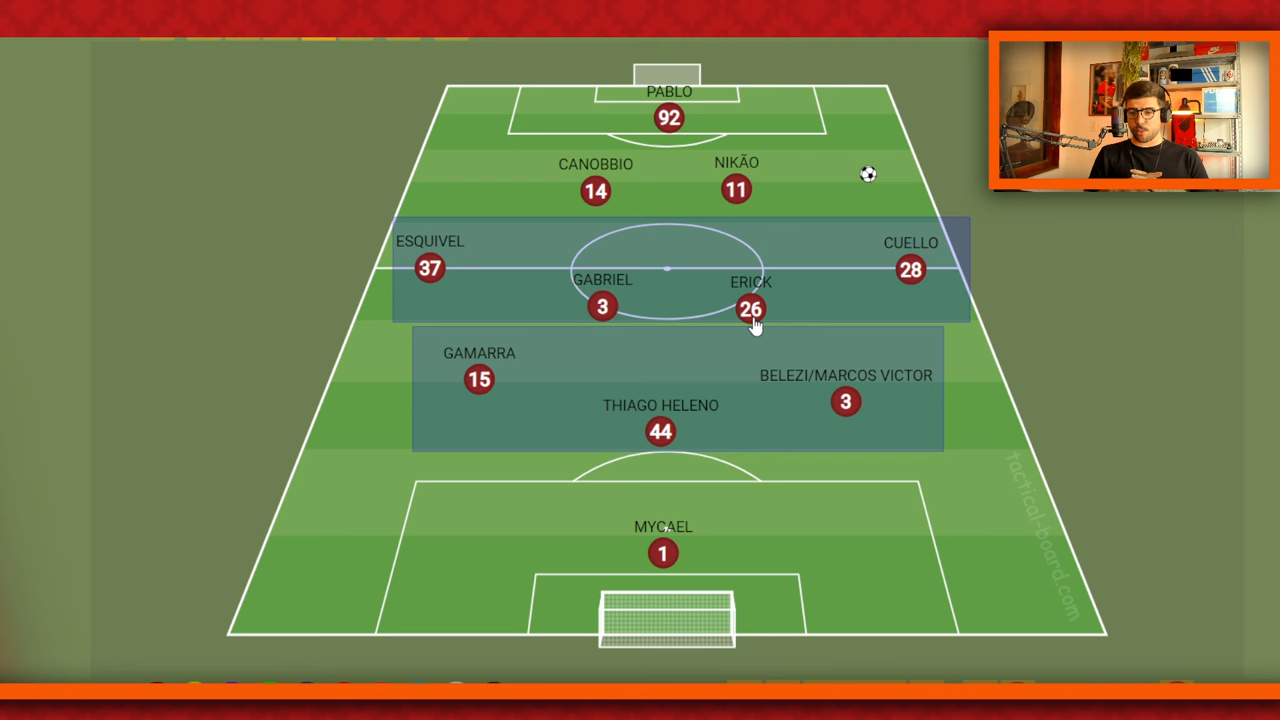 PABLO
92
CANOBBIO
NIKÃO
14
11
ESQUIVEL
CUELLO
37
28
GABRIEL
ERICK
3
26
GAMARRA
15
BELEZI/MARCOS VICTOR
3
THIAGO HELENO
44
MYCAEL
1
tactical-board.com